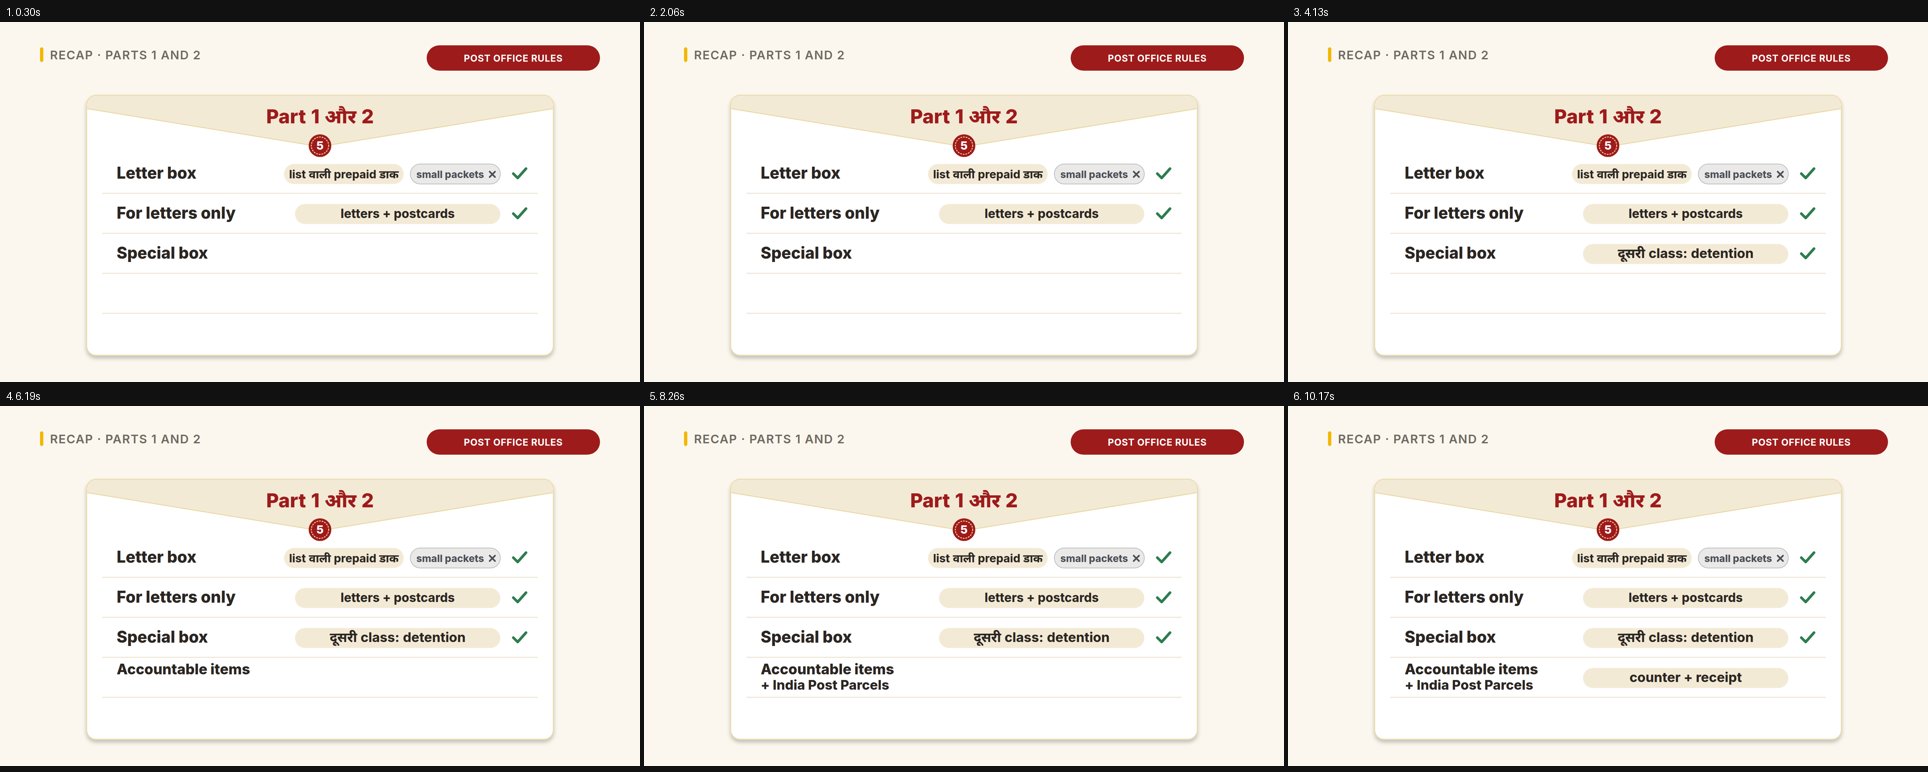 1. 0.30s
RECAP · PARTS 1 AND 2
POST OFFICE RULES
Part 1 और 2
5
Letter box list वाली prepaid डाक small packets ✕ ✓
For letters only letters + postcards ✓
Special box
2. 2.06s
RECAP · PARTS 1 AND 2
POST OFFICE RULES
Part 1 और 2
5
Letter box list वाली prepaid डाक small packets ✕ ✓
For letters only letters + postcards ✓
Special box
3. 4.13s
RECAP · PARTS 1 AND 2
POST OFFICE RULES
Part 1 और 2
5
Letter box list वाली prepaid डाक small packets ✕ ✓
For letters only letters + postcards ✓
Special box दूसरी class: detention ✓
4. 6.19s
RECAP · PARTS 1 AND 2
POST OFFICE RULES
Part 1 और 2
5
Letter box list वाली prepaid डाक small packets ✕ ✓
For letters only letters + postcards ✓
Special box दूसरी class: detention ✓
Accountable items
5. 8.26s
RECAP · PARTS 1 AND 2
POST OFFICE RULES
Part 1 और 2
5
Letter box list वाली prepaid डाक small packets ✕ ✓
For letters only letters + postcards ✓
Special box दूसरी class: detention ✓
Accountable items
+ India Post Parcels
6. 10.17s
RECAP · PARTS 1 AND 2
POST OFFICE RULES
Part 1 और 2
5
Letter box list वाली prepaid डाक small packets ✕ ✓
For letters only letters + postcards ✓
Special box दूसरी class: detention ✓
Accountable items
+ India Post Parcels counter + receipt